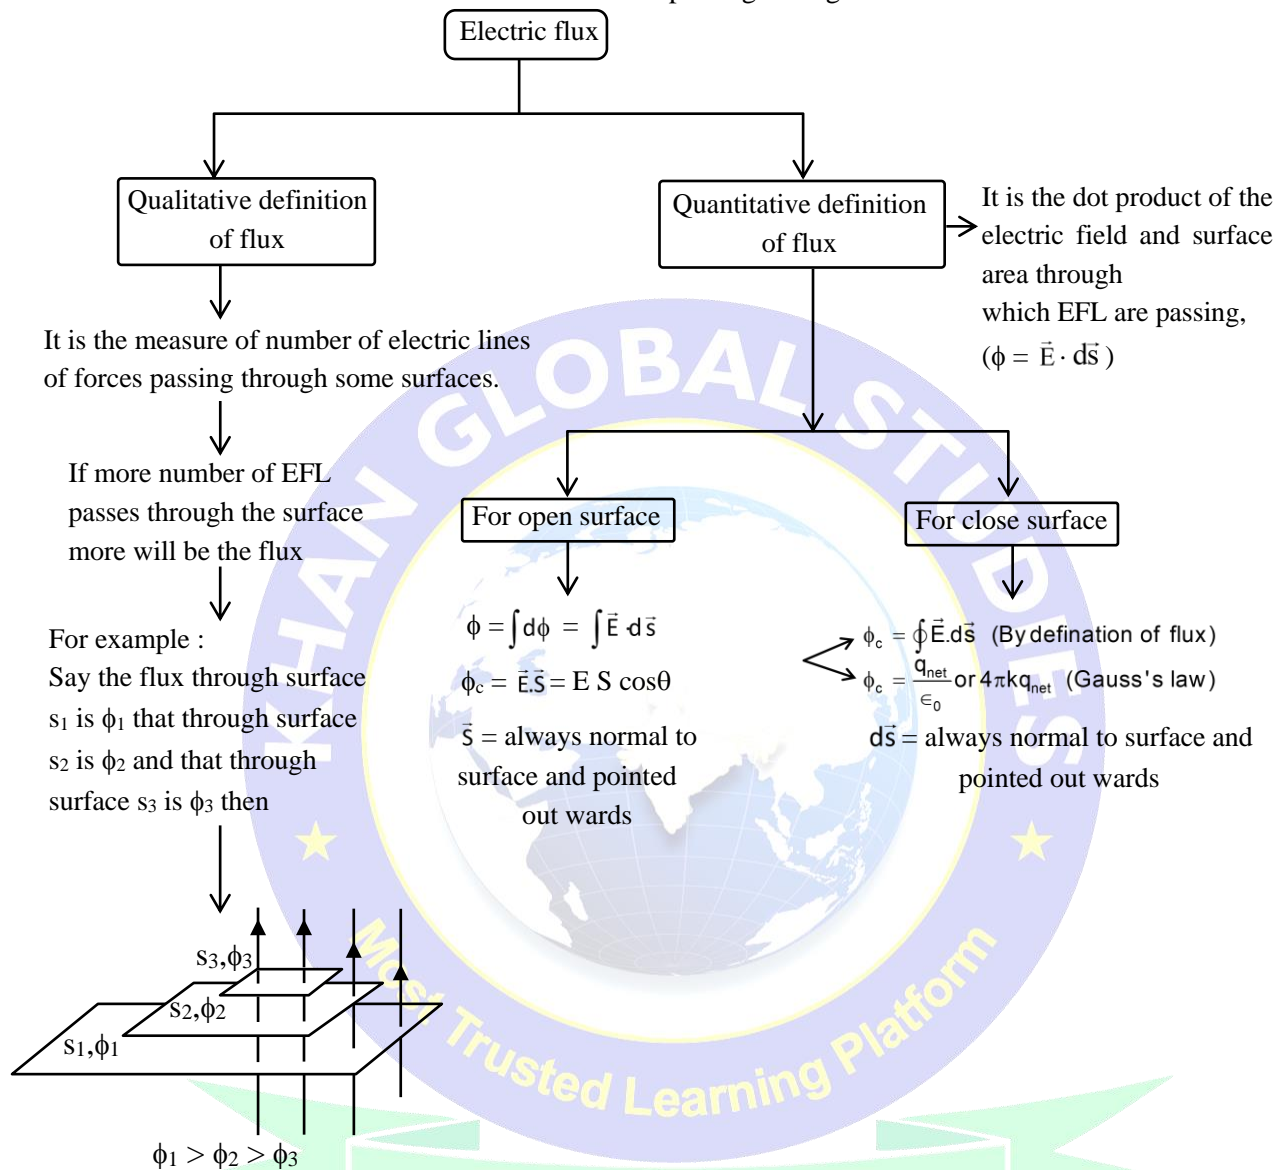 Electric flux
Qualitative definition
of flux
It is the measure of number of electric lines
of forces passing through some surfaces.
If more number of EFL
passes through the surface
more will be the flux
For example :
Say the flux through surface
s₁ is ϕ₁ that through surface
s₂ is ϕ₂ and that through
surface s₃ is ϕ₃ then
s₃,ϕ₃
s₂,ϕ₂
s₁,ϕ₁
ϕ₁ > ϕ₂ > ϕ₃
Quantitative definition
of flux
It is the dot product of the
electric field and surface
area through
which EFL are passing,
(ϕ = E⃗ · ds⃗ )
For open surface
ϕ = ∫dϕ = ∫E⃗ · ds⃗
ϕc = E⃗.S⃗ = E S cosθ
s⃗ = always normal to
surface and pointed
out wards
For close surface
ϕc = ∮E⃗.ds⃗ (By defination of flux)
ϕc = qnet/∈₀ or 4πkqnet (Gauss's law)
ds⃗ = always normal to surface and
pointed out wards
KHAN GLOBAL STUDIES
Most Trusted Learning Platform